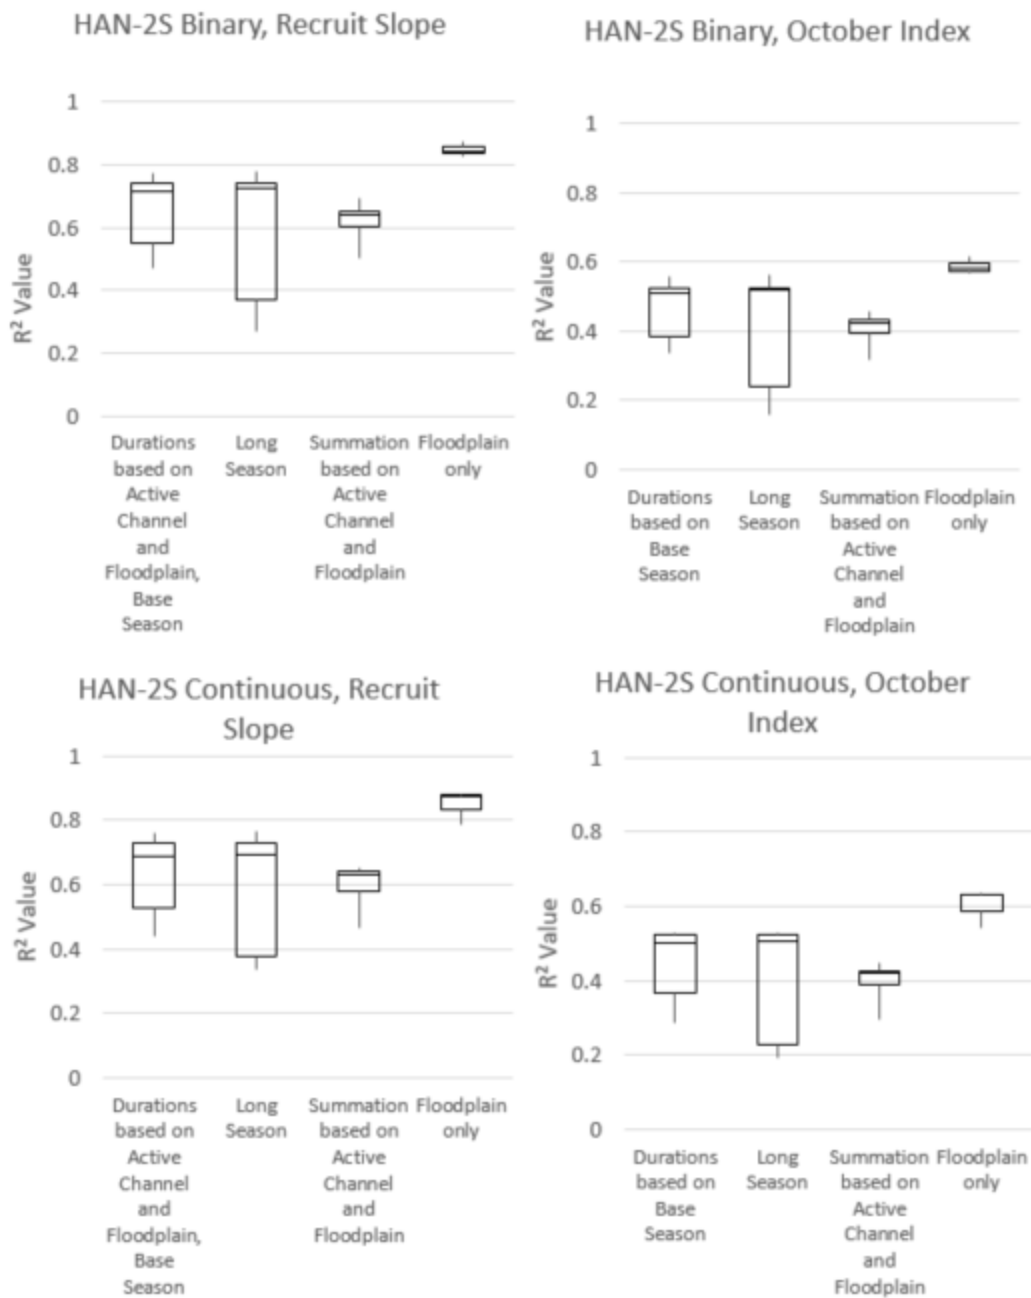 HAN-2S Binary, Recruit Slope
1
0.8
0.6
0.4
0.2
0
R² Value
Durations
based on
Active
Channel
and
Floodplain,
Base
Season
Long
Season
Summation
based on
Active
Channel
and
Floodplain
Floodplain
only
HAN-2S Binary, October Index
1
0.8
0.6
0.4
0.2
0
R² Value
Durations
based on
Base
Season
Long
Season
Summation
based on
Active
Channel
and
Floodplain
Floodplain
only
HAN-2S Continuous, Recruit
Slope
1
0.8
0.6
0.4
0.2
0
R² Value
Durations
based on
Active
Channel
and
Floodplain,
Base
Season
Long
Season
Summation
based on
Active
Channel
and
Floodplain
Floodplain
only
HAN-2S Continuous, October
Index
1
0.8
0.6
0.4
0.2
0
R² Value
Durations
based on
Base
Season
Long
Season
Summation
based on
Active
Channel
and
Floodplain
Floodplain
only